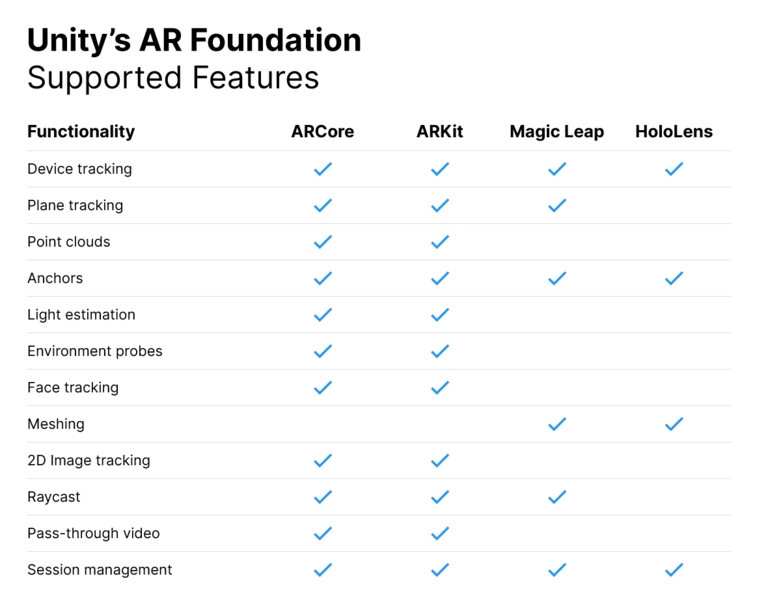 Unity’s AR Foundation
Supported Features
Functionality ARCore ARKit Magic Leap HoloLens
Device tracking ✓ ✓ ✓ ✓
Plane tracking ✓ ✓ ✓
Point clouds ✓ ✓
Anchors ✓ ✓ ✓ ✓
Light estimation ✓ ✓
Environment probes ✓ ✓
Face tracking ✓ ✓
Meshing ✓ ✓
2D Image tracking ✓ ✓
Raycast ✓ ✓ ✓
Pass-through video ✓ ✓
Session management ✓ ✓ ✓ ✓